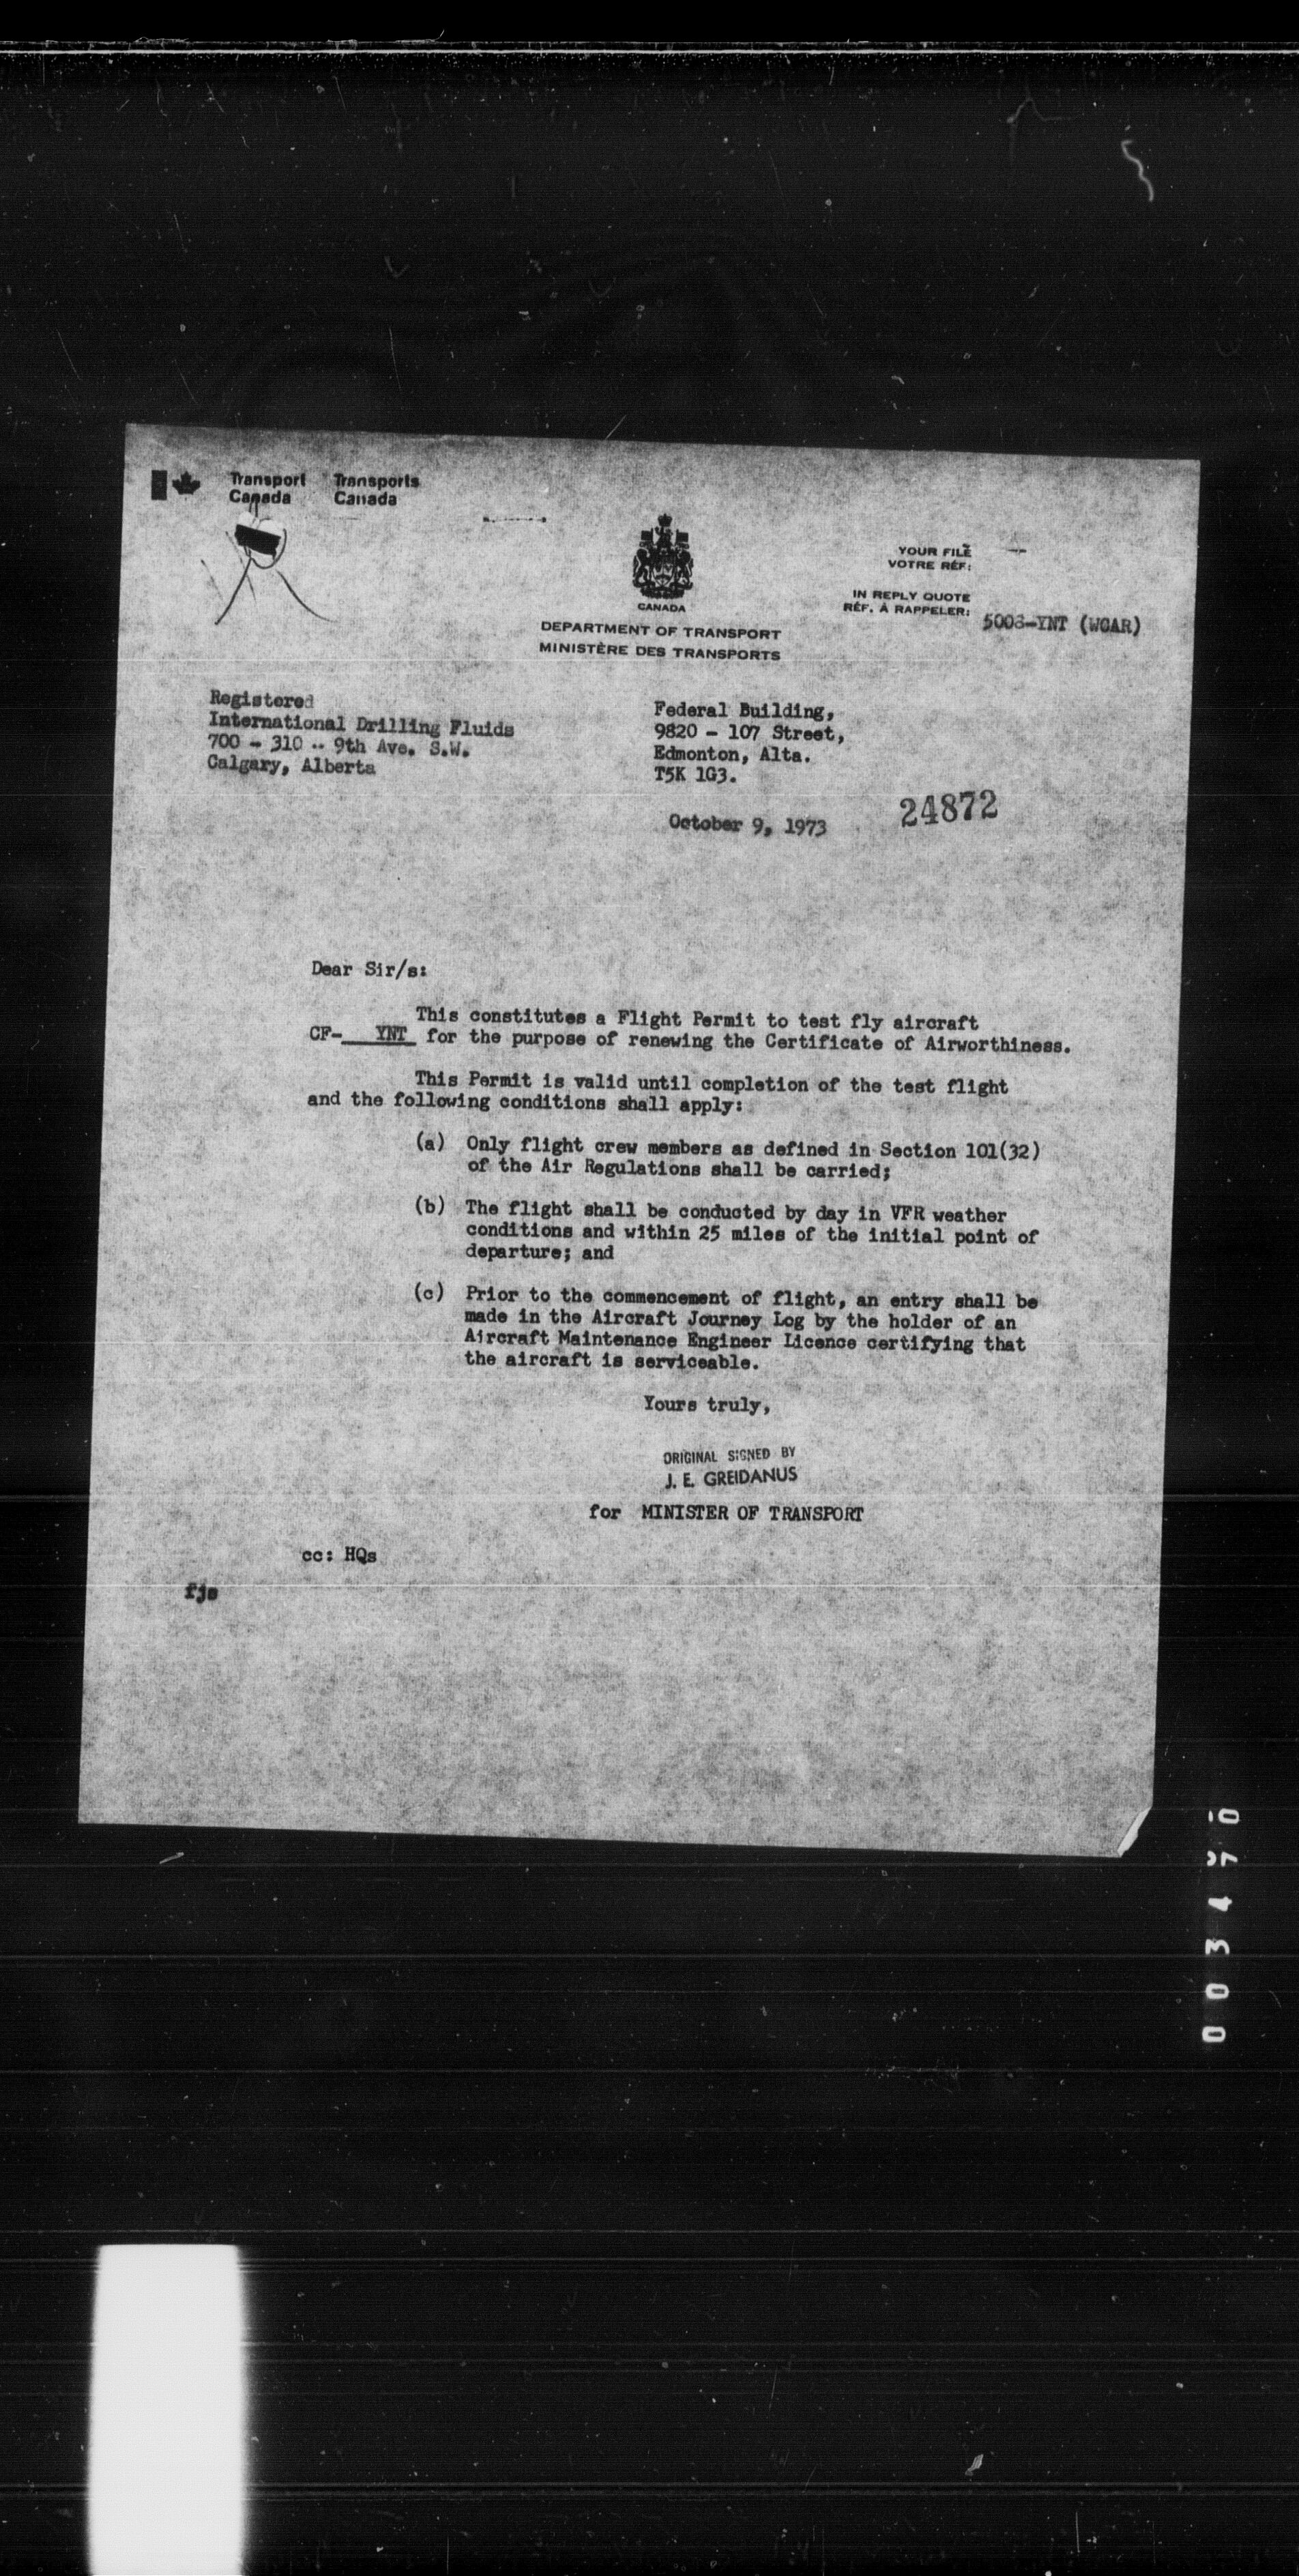 Transport Canada
Transports Canada
YOUR FILE
VOTRE RÉF:
IN REPLY QUOTE
RÉF. À RAPPELER:
5008-YNT (WCAR)
CANADA
DEPARTMENT OF TRANSPORT
MINISTÈRE DES TRANSPORTS
Registered
International Drilling Fluids
700 - 310 - 9th Ave. S.W.
Calgary, Alberta
Federal Building,
9820 - 107 Street,
Edmonton, Alta.
T5K 1G3.
October 9, 1973
24872
Dear Sir/s:
This constitutes a Flight Permit to test fly aircraft
CF- YNT for the purpose of renewing the Certificate of Airworthiness.
This Permit is valid until completion of the test flight
and the following conditions shall apply:
(a) Only flight crew members as defined in Section 101(32)
of the Air Regulations shall be carried;
(b) The flight shall be conducted by day in VFR weather
conditions and within 25 miles of the initial point of
departure; and
(c) Prior to the commencement of flight, an entry shall be
made in the Aircraft Journey Log by the holder of an
Aircraft Maintenance Engineer Licence certifying that
the aircraft is serviceable.
Yours truly,
ORIGINAL SIGNED BY
J. E. GREIDANUS
for MINISTER OF TRANSPORT
cc: HQs
fjs